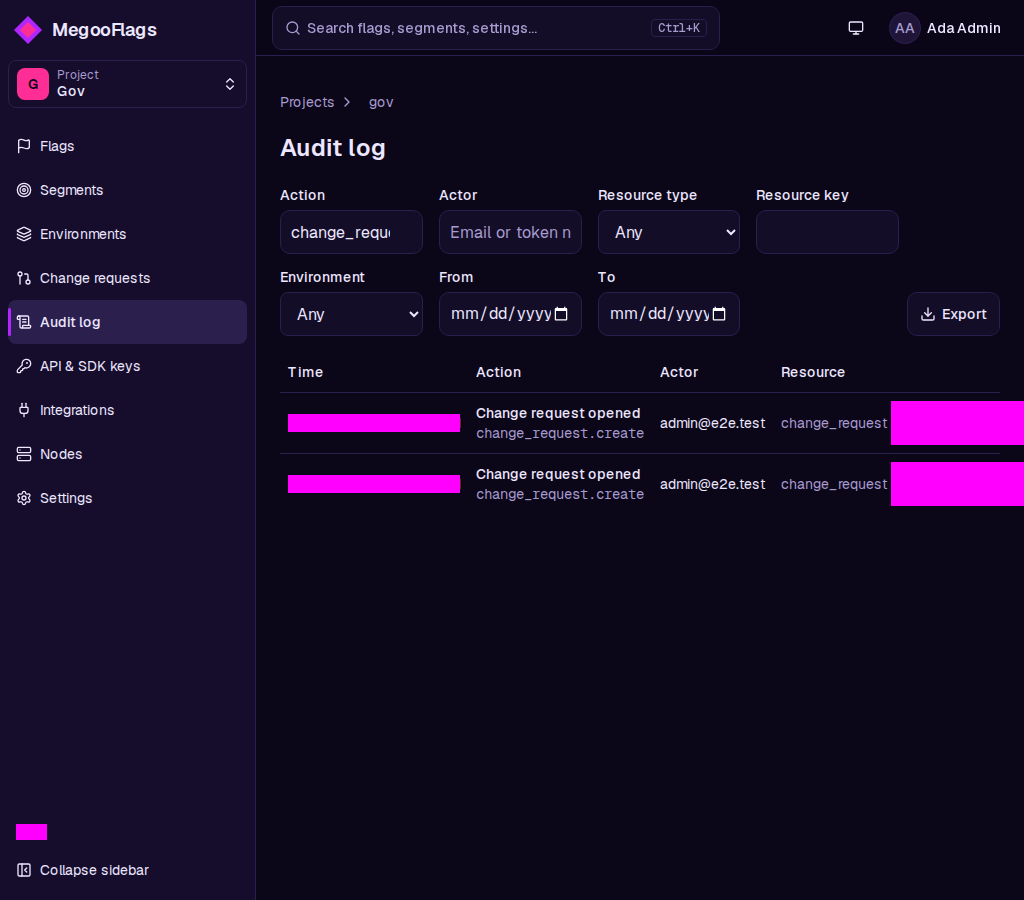 MegooFlags
Search flags, segments, settings...
Ctrl+K
AA
Ada Admin
G
Project
Gov
Flags
Segments
Environments
Change requests
Audit log
API & SDK keys
Integrations
Nodes
Settings
Collapse sidebar
Projects
gov
Audit log
Action
Actor
Resource type
Resource key
change_requ
Email or token n
Any
Environment
From
To
Any
mm/dd/yyyy
mm/dd/yyyy
Export
Time
Action
Actor
Resource
Change request opened
change_request.create
admin@e2e.test
change_request
Change request opened
change_request.create
admin@e2e.test
change_request